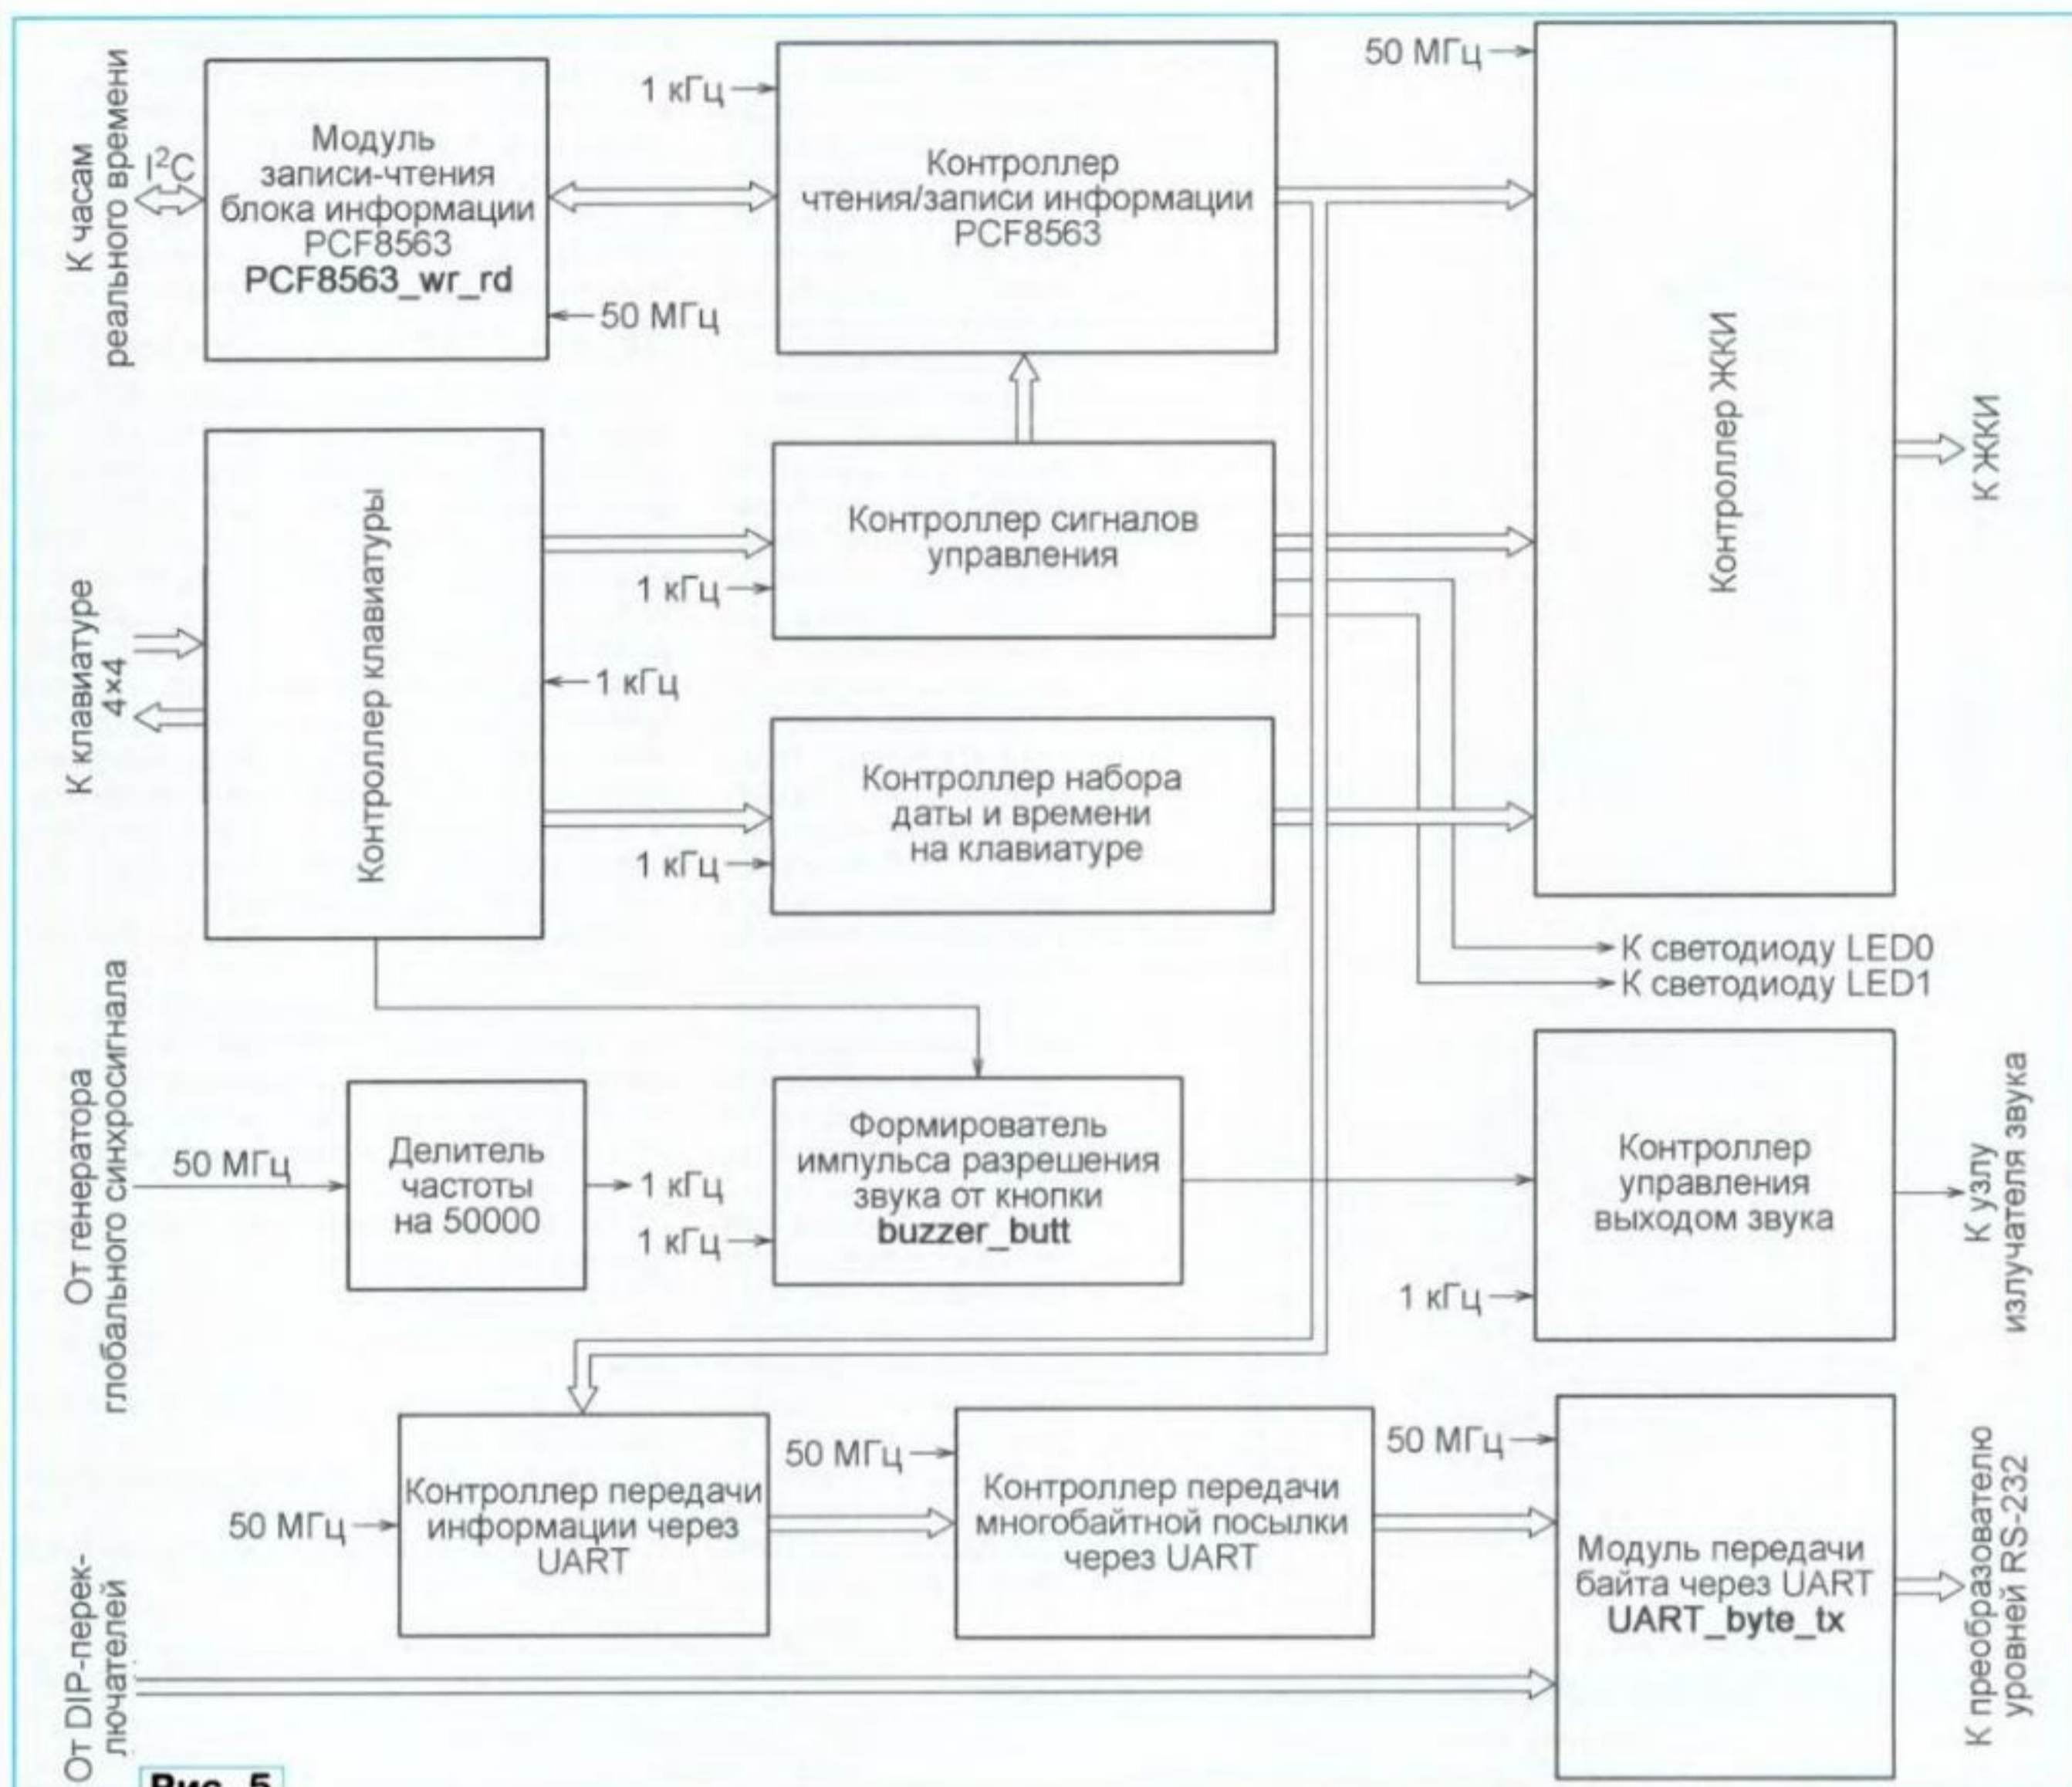 К часам
реального времени
I²C
Модуль
записи-чтения
блока информации
PCF8563
PCF8563_wr_rd
50 МГц
1 кГц
Контроллер
чтения/записи информации
PCF8563
50 МГц
Контроллер ЖКИ
К ЖКИ
К клавиатуре
4×4
Контроллер клавиатуры
1 кГц
Контроллер сигналов
управления
1 кГц
Контроллер набора
даты и времени
на клавиатуре
1 кГц
К светодиоду LED0
К светодиоду LED1
От генератора
глобального синхросигнала
50 МГц
Делитель
частоты
на 50000
1 кГц
1 кГц
Формирователь
импульса разрешения
звука от кнопки
buzzer_butt
Контроллер
управления
выходом звука
1 кГц
К узлу
излучателя звука
50 МГц
Контроллер передачи
информации через
UART
50 МГц
Контроллер передачи
многобайтной посылки
через UART
50 МГц
Модуль передачи
байта через UART
UART_byte_tx
К преобразователю
уровней RS-232
От DIP-перек-
лючателей
Рис. 5